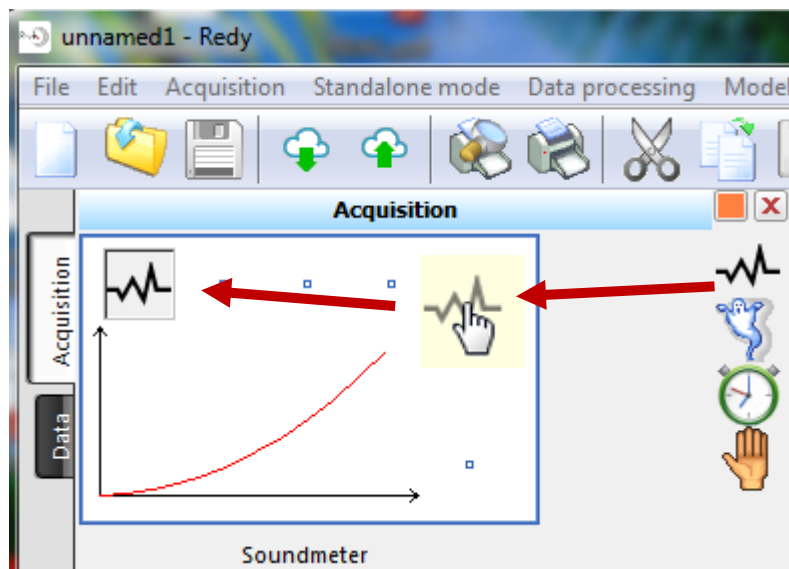 unnamed1 - Redy
File Edit Acquisition Standalone mode Data processing Model
Acquisition
Acquisition
Data
Soundmeter